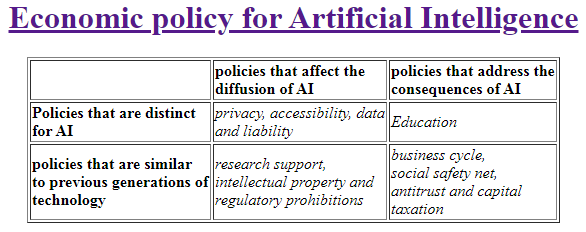 Economic policy for Artificial Intelligence
policies that affect the
diffusion of AI
policies that address the
consequences of AI
Policies that are distinct
for AI
privacy, accessibility, data
and liability
Education
policies that are similar
to previous generations of
technology
research support,
intellectual property and
regulatory prohibitions
business cycle,
social safety net,
antitrust and capital
taxation